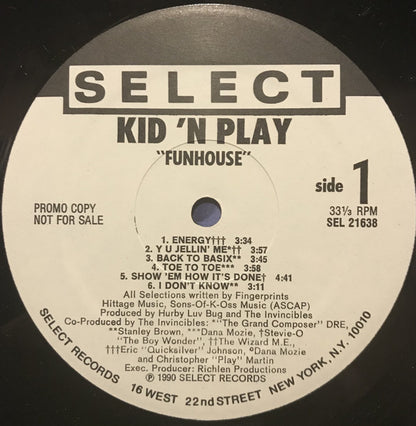 SELECT
KID 'N PLAY
"FUNHOUSE"
side 1
PROMO COPY
NOT FOR SALE
33⅓ RPM
SEL 21638
1. ENERGY††† 3:34
2. Y U JELLIN' ME*†† 3:57
3. BACK TO BASIX** 3:45
4. TOE TO TOE*** 3:58
5. SHOW 'EM HOW IT'S DONE† 4:41
6. I DON'T KNOW** 3:11
All Selections written by Fingerprints
Hittage Music, Sons-Of-K-Oss Music (ASCAP)
Produced by Hurby Luv Bug and The Invincibles
Co-Produced by The Invincibles: *"The Grand Composer" DRE,
**Stanley Brown, ***Dana Mozie, †Stevie-O
"The Boy Wonder", ††The Wizard M.E.,
†††Eric "Quicksilver" Johnson, °Dana Mozie
and Christopher "Play" Martin
Exec. Producer: Richlen Productions
℗ 1990 SELECT RECORDS
SELECT RECORDS 16 WEST 22nd STREET NEW YORK, N.Y. 10010